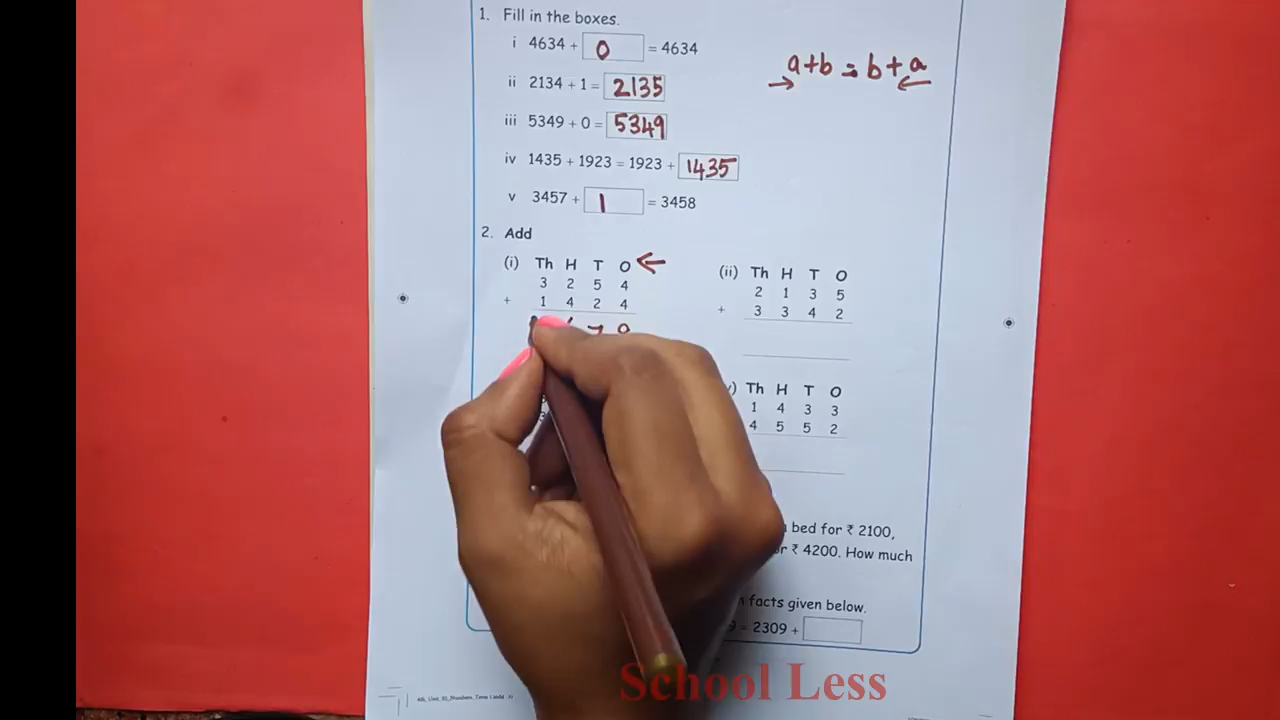 1. Fill in the boxes.
i 4634 + 0 = 4634
a+b = b+a
ii 2134 + 1 = 2135
iii 5349 + 0 = 5349
iv 1435 + 1923 = 1923 + 1435
v 3457 + 1 = 3458
2. Add
(i) Th H T O
3 2 5 4
+ 1 4 2 4
(ii) Th H T O
2 1 3 5
+ 3 3 4 2
Th H T O
1 4 3 3
4 5 5 2
bed for ₹ 2100,
₹ 4200. How much
facts given below.
= 2309 +
School Less